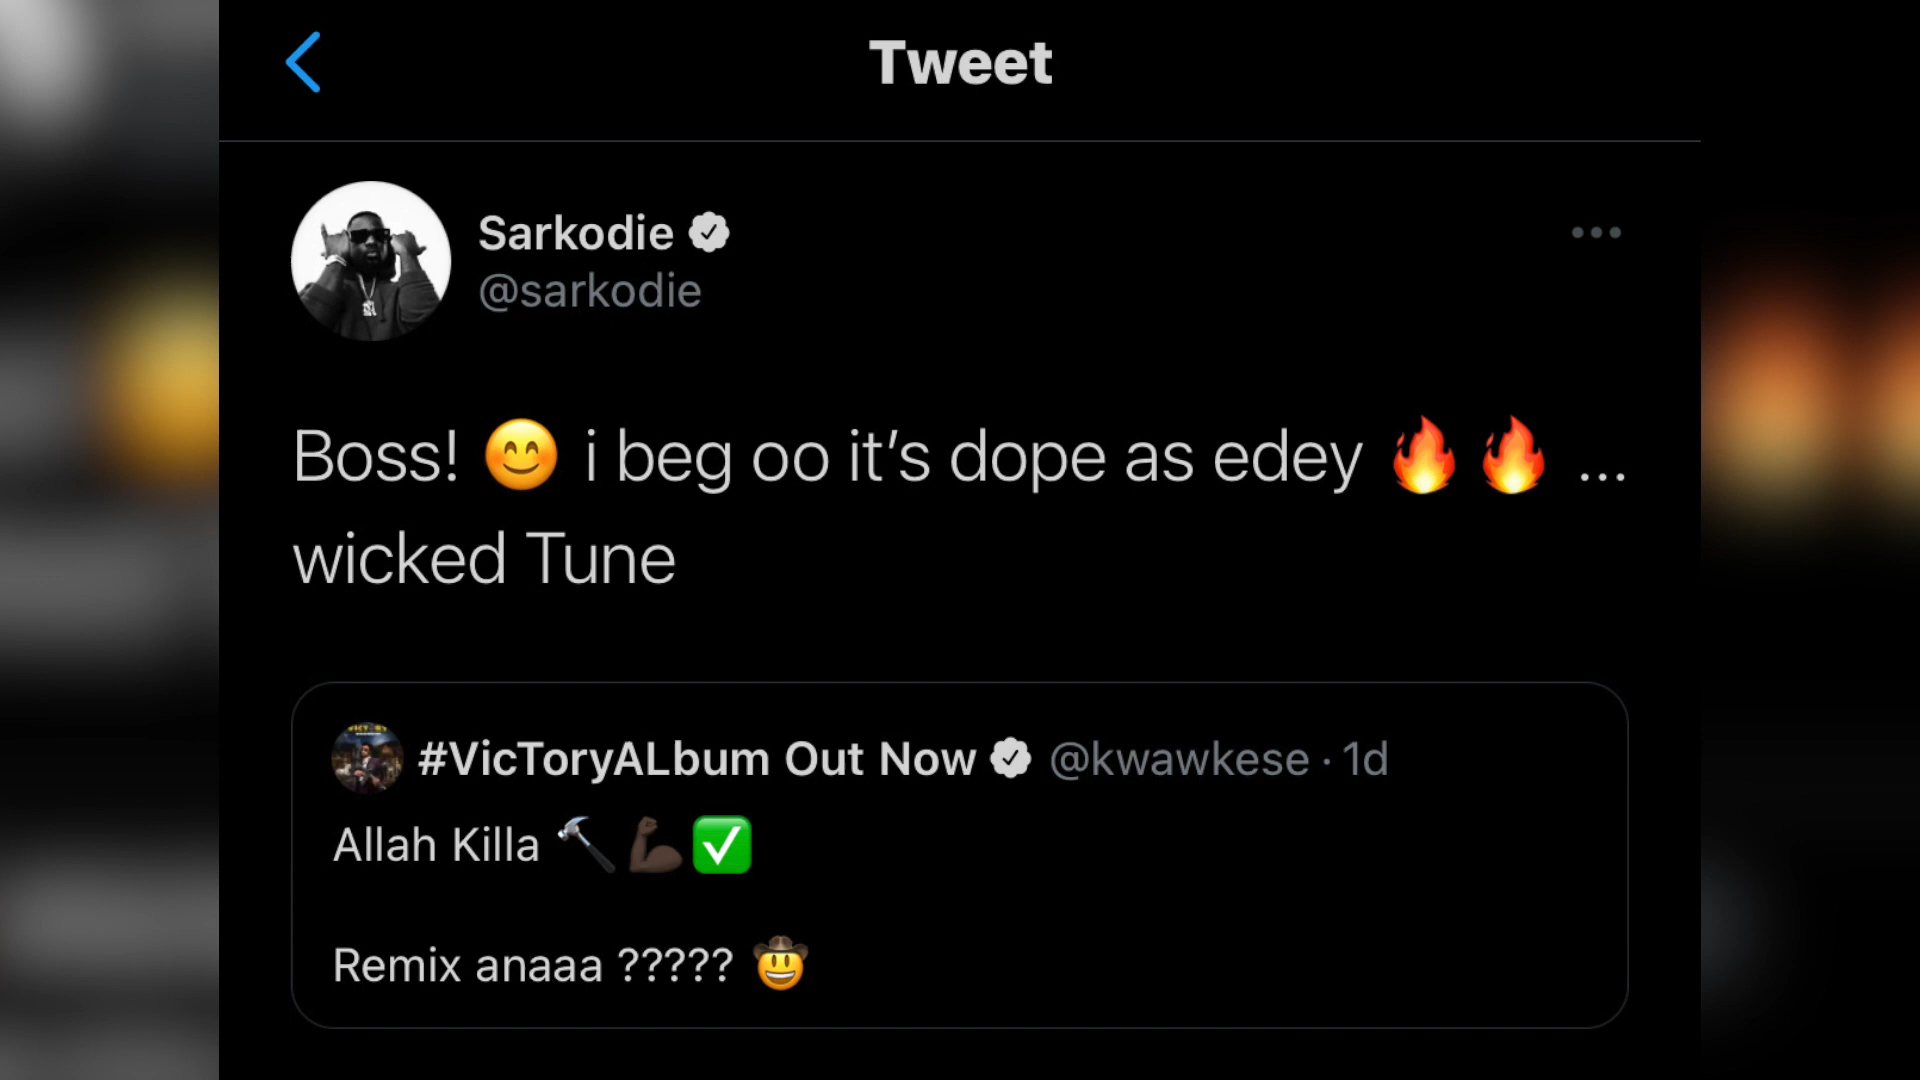 Tweet
Sarkodie
@sarkodie
Boss! 😊 i beg oo it’s dope as edey 🔥🔥 ...
wicked Tune
#VicToryALbum Out Now @kwawkese · 1d
Allah Killa 🔨💪🏿✅
Remix anaaa ????? 🤠